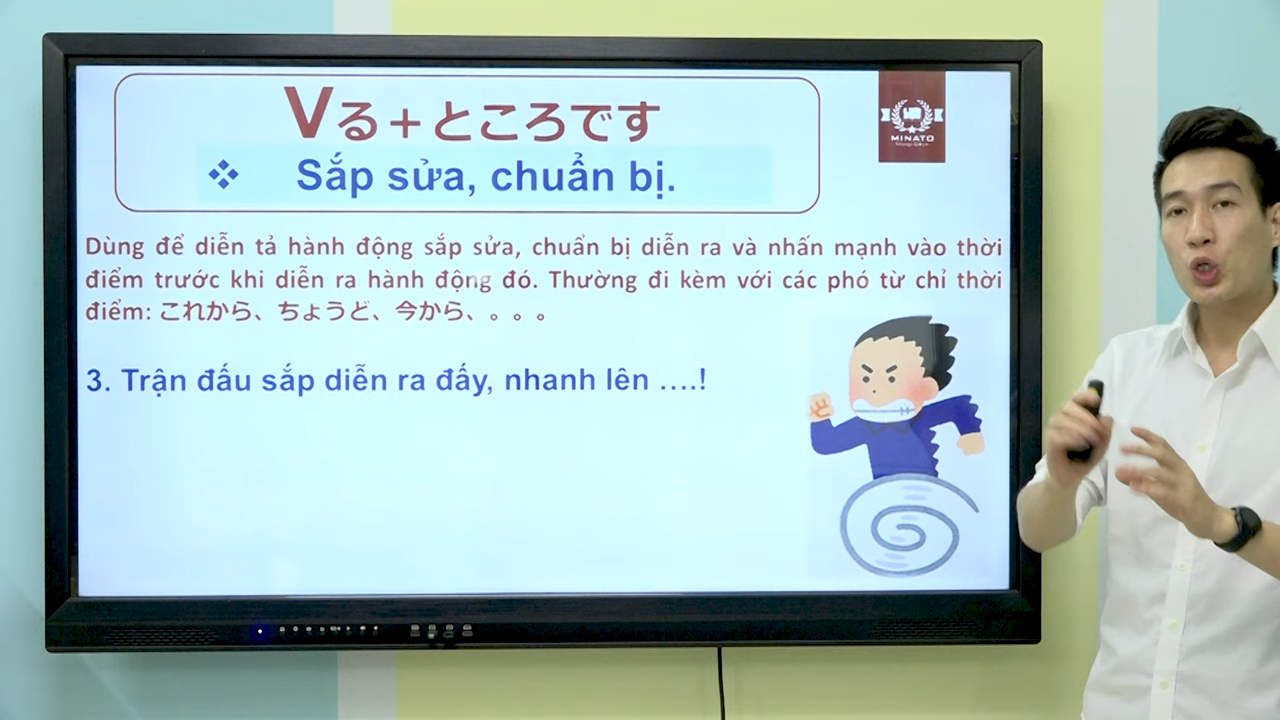 Vる+ところです
❖ Sắp sửa, chuẩn bị.
MINATO
Dùng để diễn tả hành động sắp sửa, chuẩn bị diễn ra và nhấn mạnh vào thời
điểm trước khi diễn ra hành động đó. Thường đi kèm với các phó từ chỉ thời
điểm: これから、ちょうど、今から、。。。
3. Trận đấu sắp diễn ra đấy, nhanh lên ....!